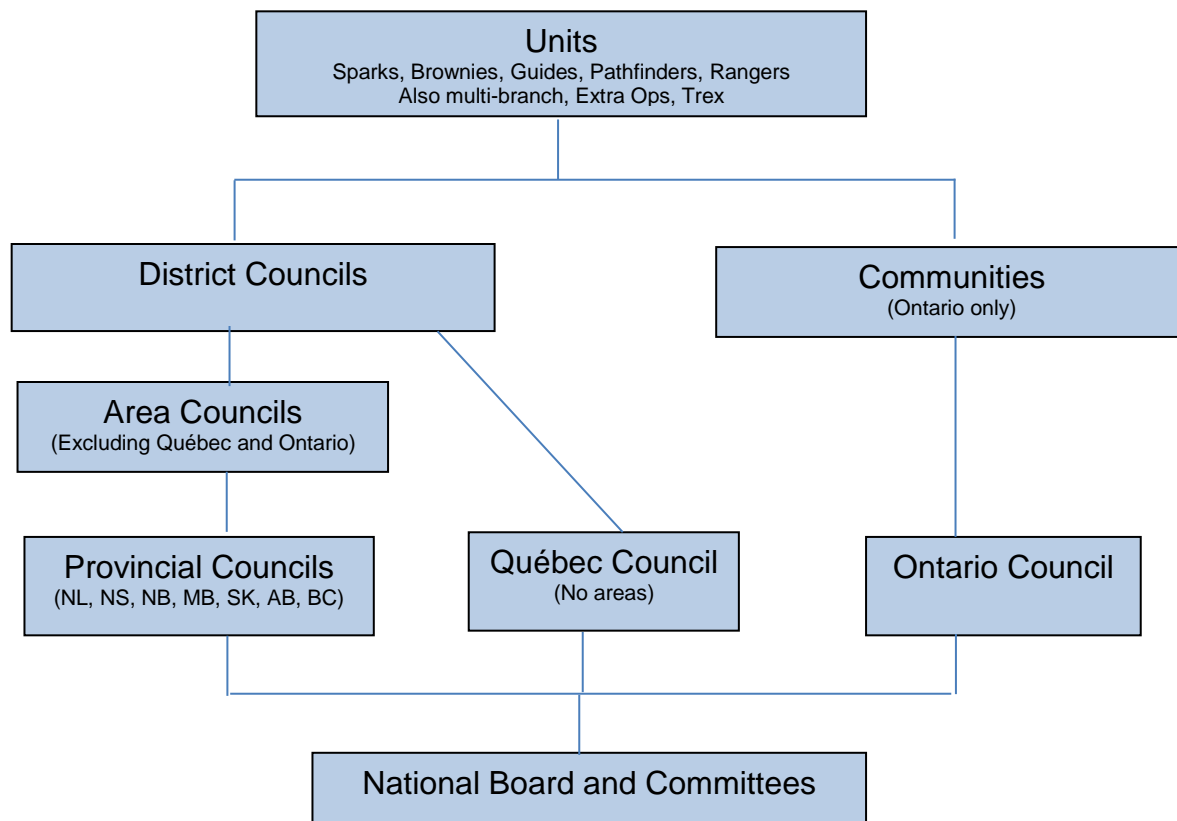 Units
Sparks, Brownies, Guides, Pathfinders, Rangers
Also multi-branch, Extra Ops, Trex
District Councils
Communities
(Ontario only)
Area Councils
(Excluding Québec and Ontario)
Provincial Councils
(NL, NS, NB, MB, SK, AB, BC)
Québec Council
(No areas)
Ontario Council
National Board and Committees